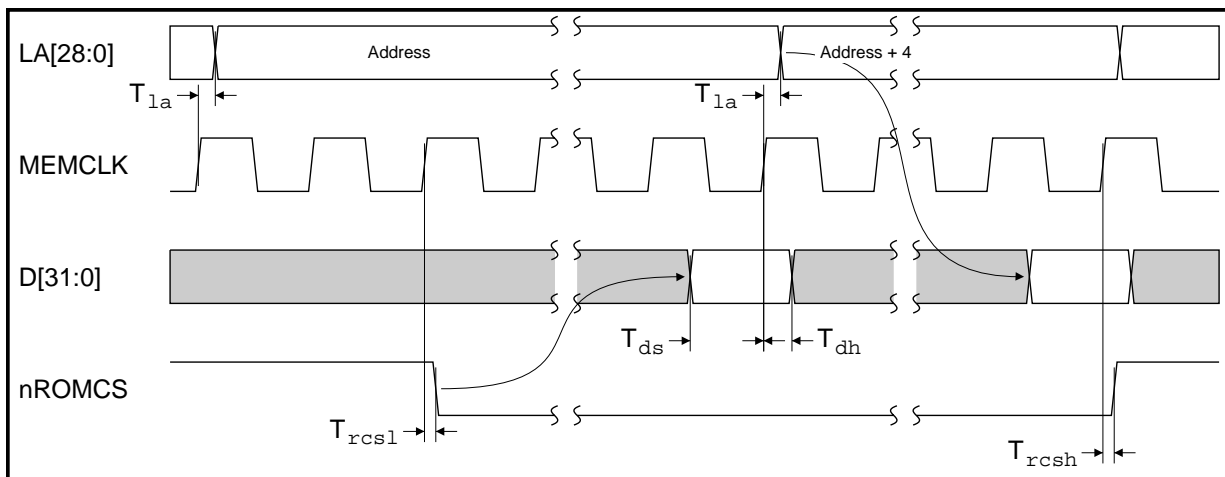 LA[28:0]
Address
Address + 4
Tla
Tla
MEMCLK
D[31:0]
Tds
Tdh
nROMCS
Trcsl
Trcsh